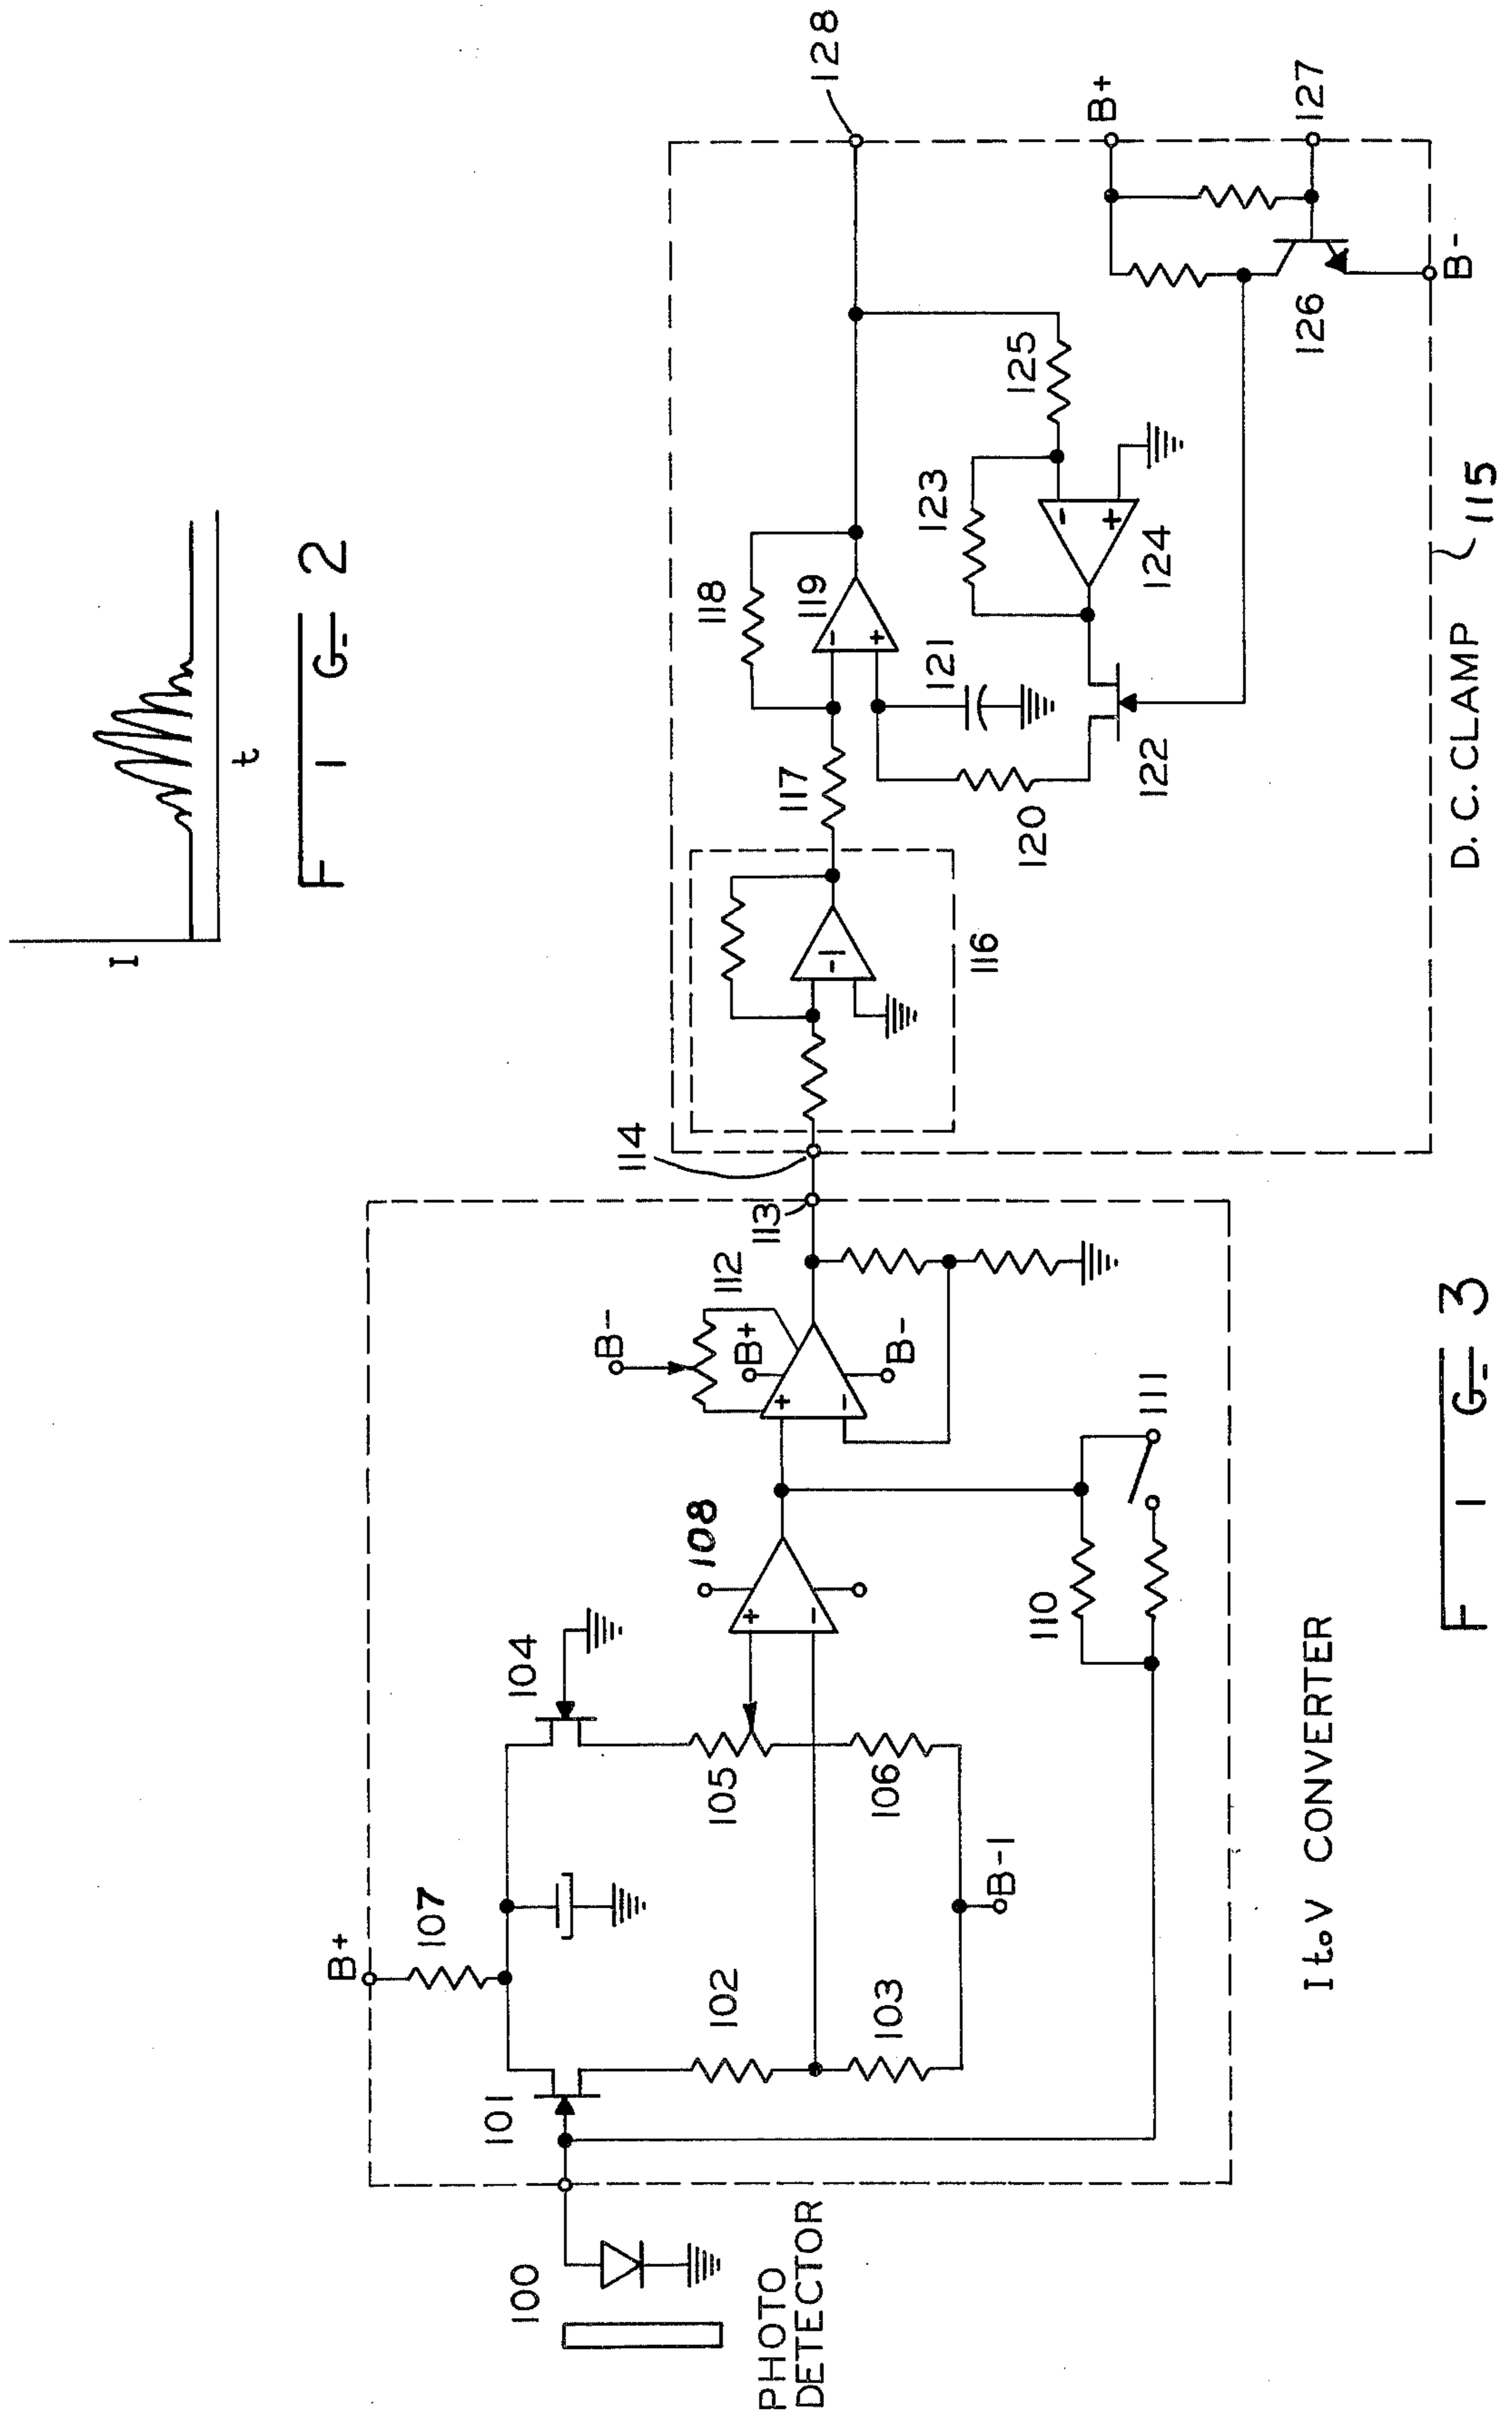 I
t
FIG-2
B+
107
101
104
102
105
103
106
B-1
100
PHOTO
DETECTOR
108
+
-
110
111
B-
112
B+
+
-
B-
113
114
I to V CONVERTER
116
-1
117
118
119
-
+
121
120
122
123
124
-
+
125
126
127
128
B+
B-
115
D.C. CLAMP
FIG-3